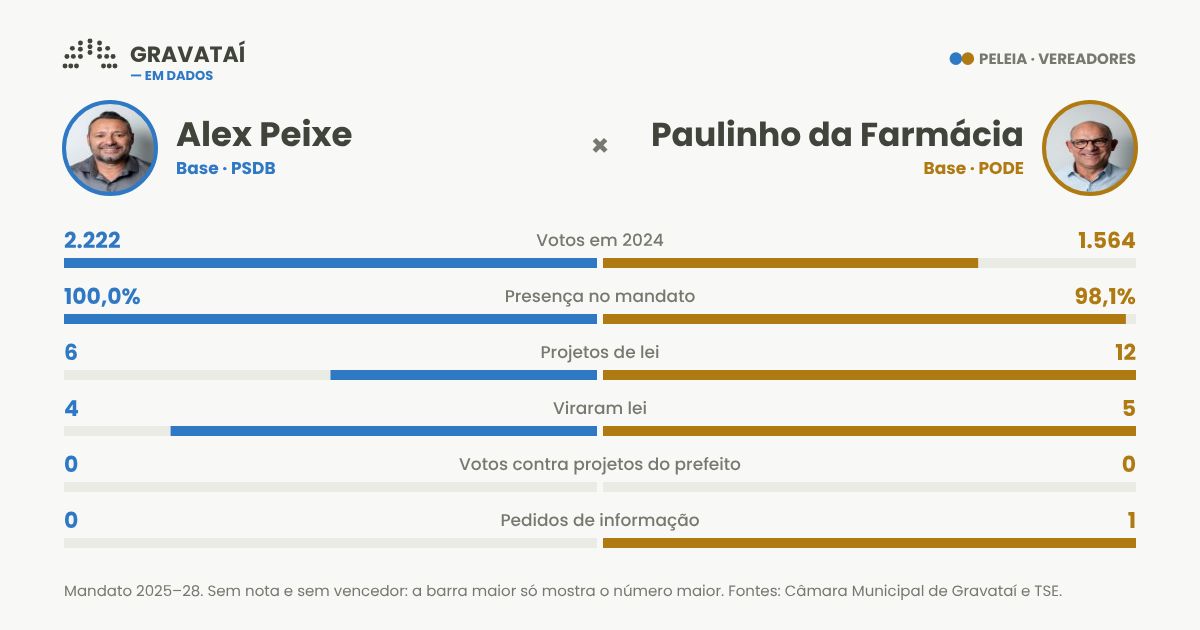 GRAVATAÍ
— EM DADOS
PELEIA · VEREADORES
Alex Peixe
Base · PSDB
×
Paulinho da Farmácia
Base · PODE
2.222 Votos em 2024 1.564
100,0% Presença no mandato 98,1%
6 Projetos de lei 12
4 Viraram lei 5
0 Votos contra projetos do prefeito 0
0 Pedidos de informação 1
Mandato 2025–28. Sem nota e sem vencedor: a barra maior só mostra o número maior. Fontes: Câmara Municipal de Gravataí e TSE.